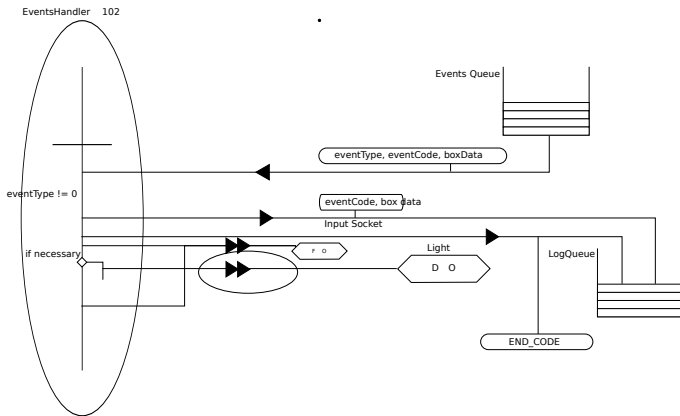 EventsHandler 102
Events Queue
eventType, eventCode, boxData
eventType != 0
eventCode, box data
Input Socket
F O
if necessary
Light
D O
LogQueue
END_CODE